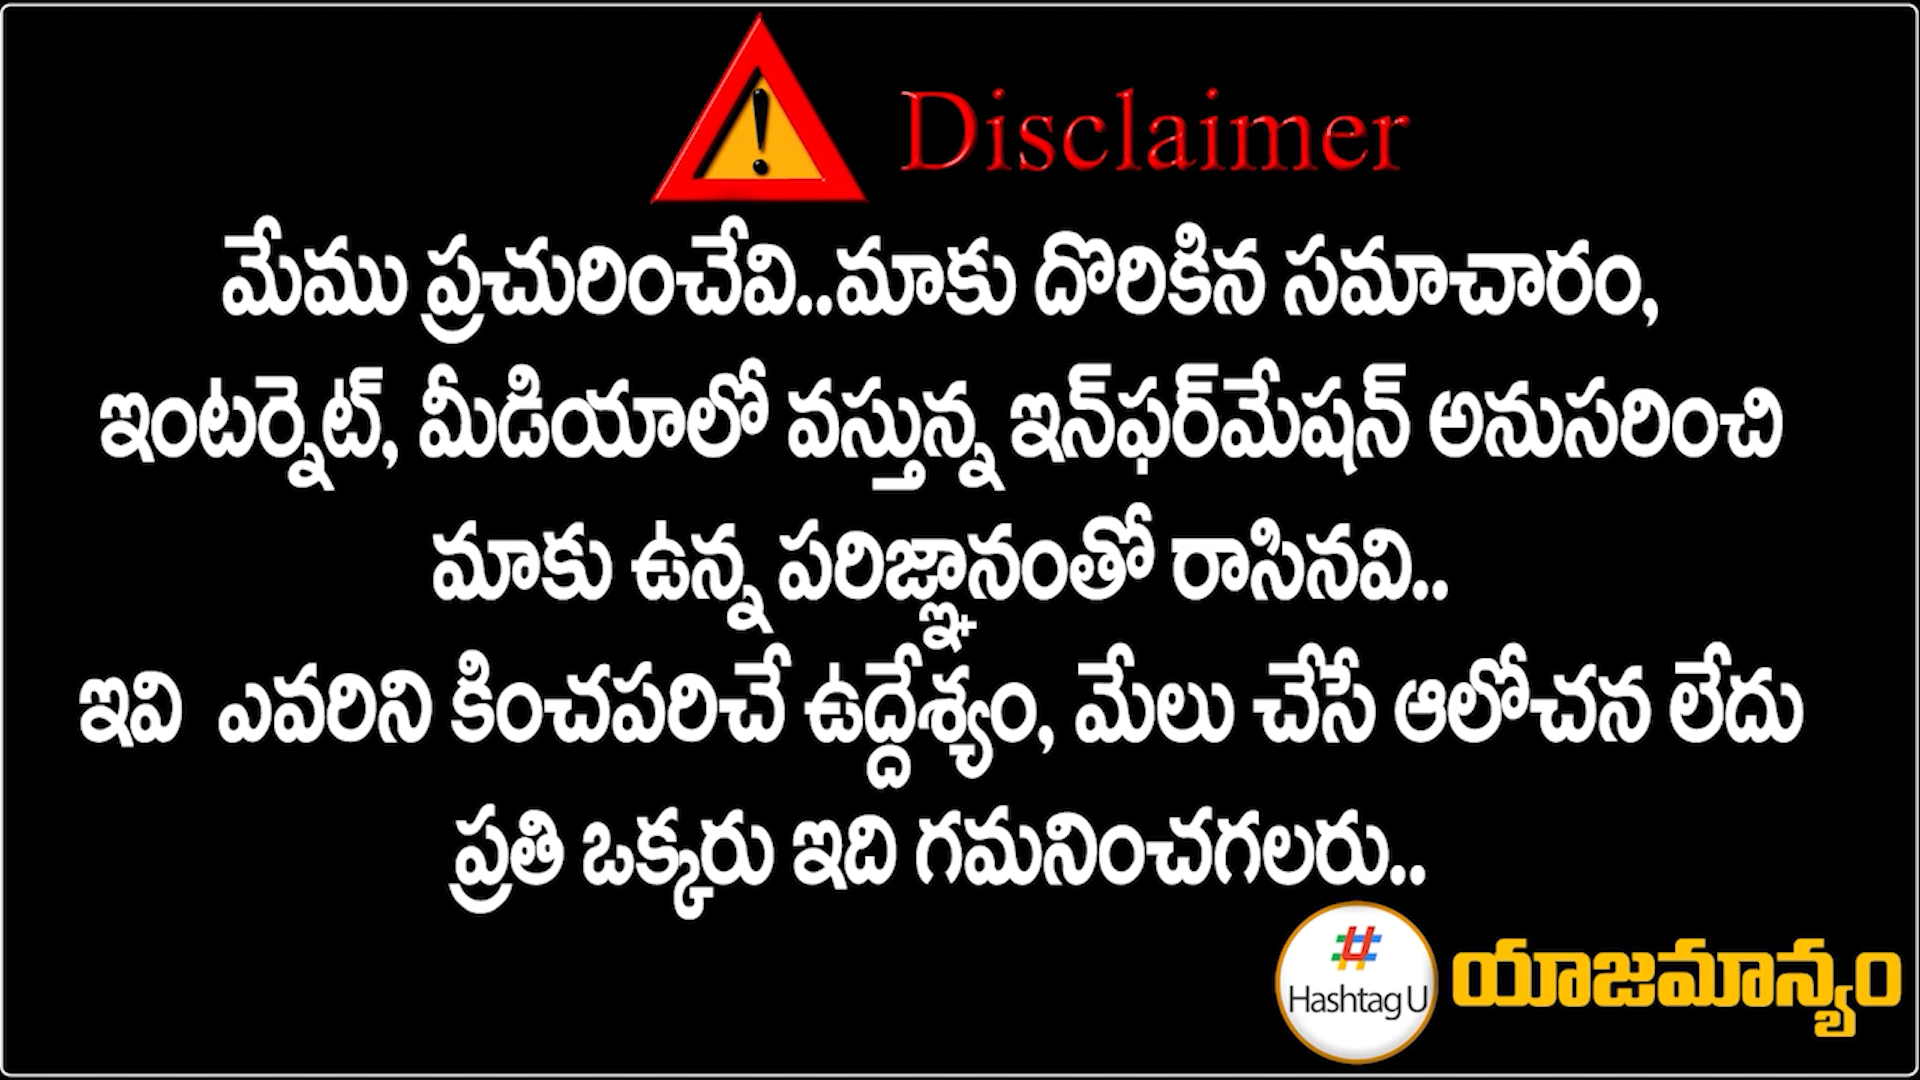 Disclaimer
మేము ప్రచురించేవి..మాకు దొరికిన సమాచారం,
ఇంటర్నెట్, మీడియాలో వస్తున్న ఇన్‌ఫర్‌మేషన్ అనుసరించి
మాకు ఉన్న పరిజ్ఞానంతో రాసినవి..
ఇవి ఎవరిని కించపరిచే ఉద్దేశ్యం, మేలు చేసే ఆలోచన లేదు
ప్రతి ఒక్కరు ఇది గమనించగలరు..
Hashtag U
యాజమాన్యం